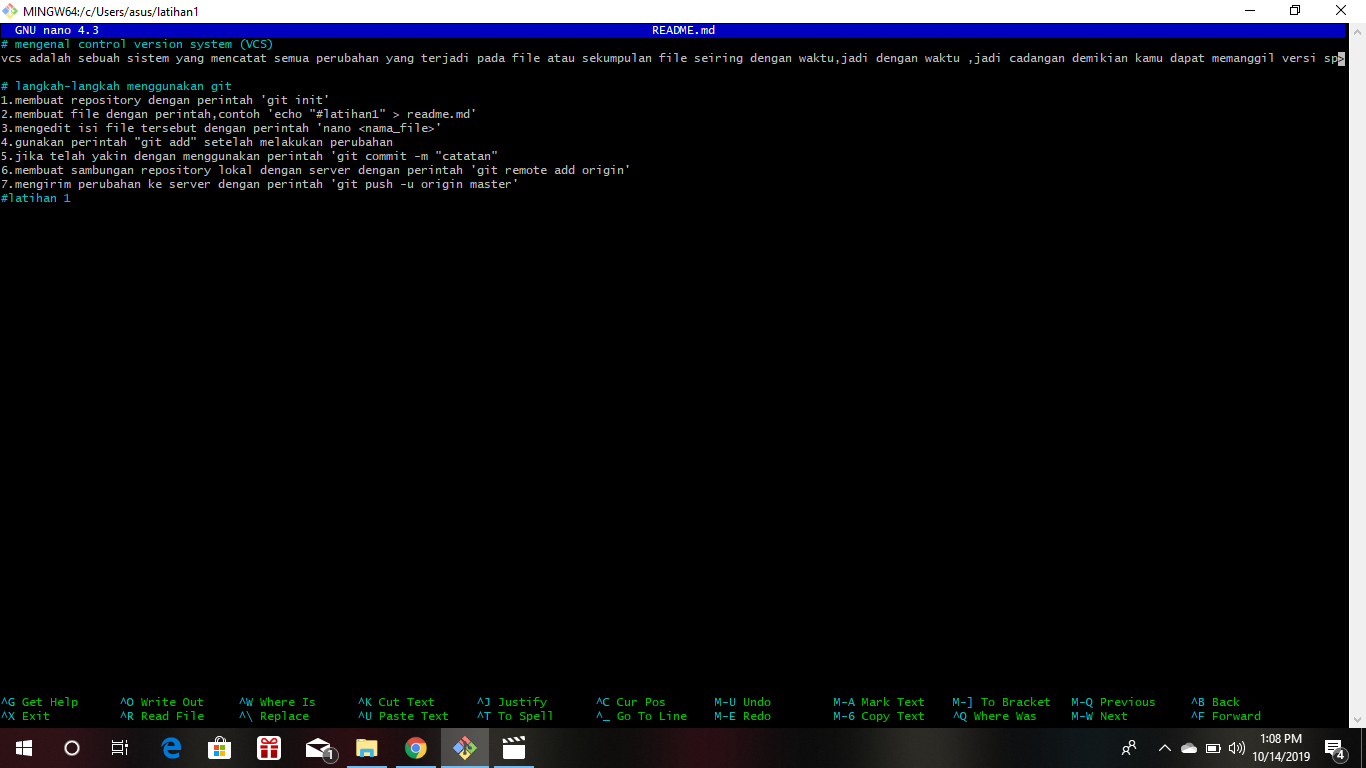 MINGW64:/c/Users/asus/latihan1
GNU nano 4.3 README.md
# mengenal control version system (VCS)
vcs adalah sebuah sistem yang mencatat semua perubahan yang terjadi pada file atau sekumpulan file seiring dengan waktu,jadi dengan waktu ,jadi cadangan demikian kamu dapat memanggil versi sp>
# langkah-langkah menggunakan git
1.membuat repository dengan perintah 'git init'
2.membuat file dengan perintah,contoh 'echo "#latihan1" > readme.md'
3.mengedit isi file tersebut dengan perintah 'nano <nama_file>'
4.gunakan perintah "git add" setelah melakukan perubahan
5.jika telah yakin dengan menggunakan perintah 'git commit -m "catatan"
6.membuat sambungan repository lokal dengan server dengan perintah 'git remote add origin'
7.mengirim perubahan ke server dengan perintah 'git push -u origin master'
#latihan 1
^G Get Help ^O Write Out ^W Where Is ^K Cut Text ^J Justify ^C Cur Pos M-U Undo M-A Mark Text M-] To Bracket M-Q Previous ^B Back
^X Exit ^R Read File ^\ Replace ^U Paste Text ^T To Spell ^_ Go To Line M-E Redo M-6 Copy Text ^Q Where Was M-W Next ^F Forward
1
1:08 PM
10/14/2019
4